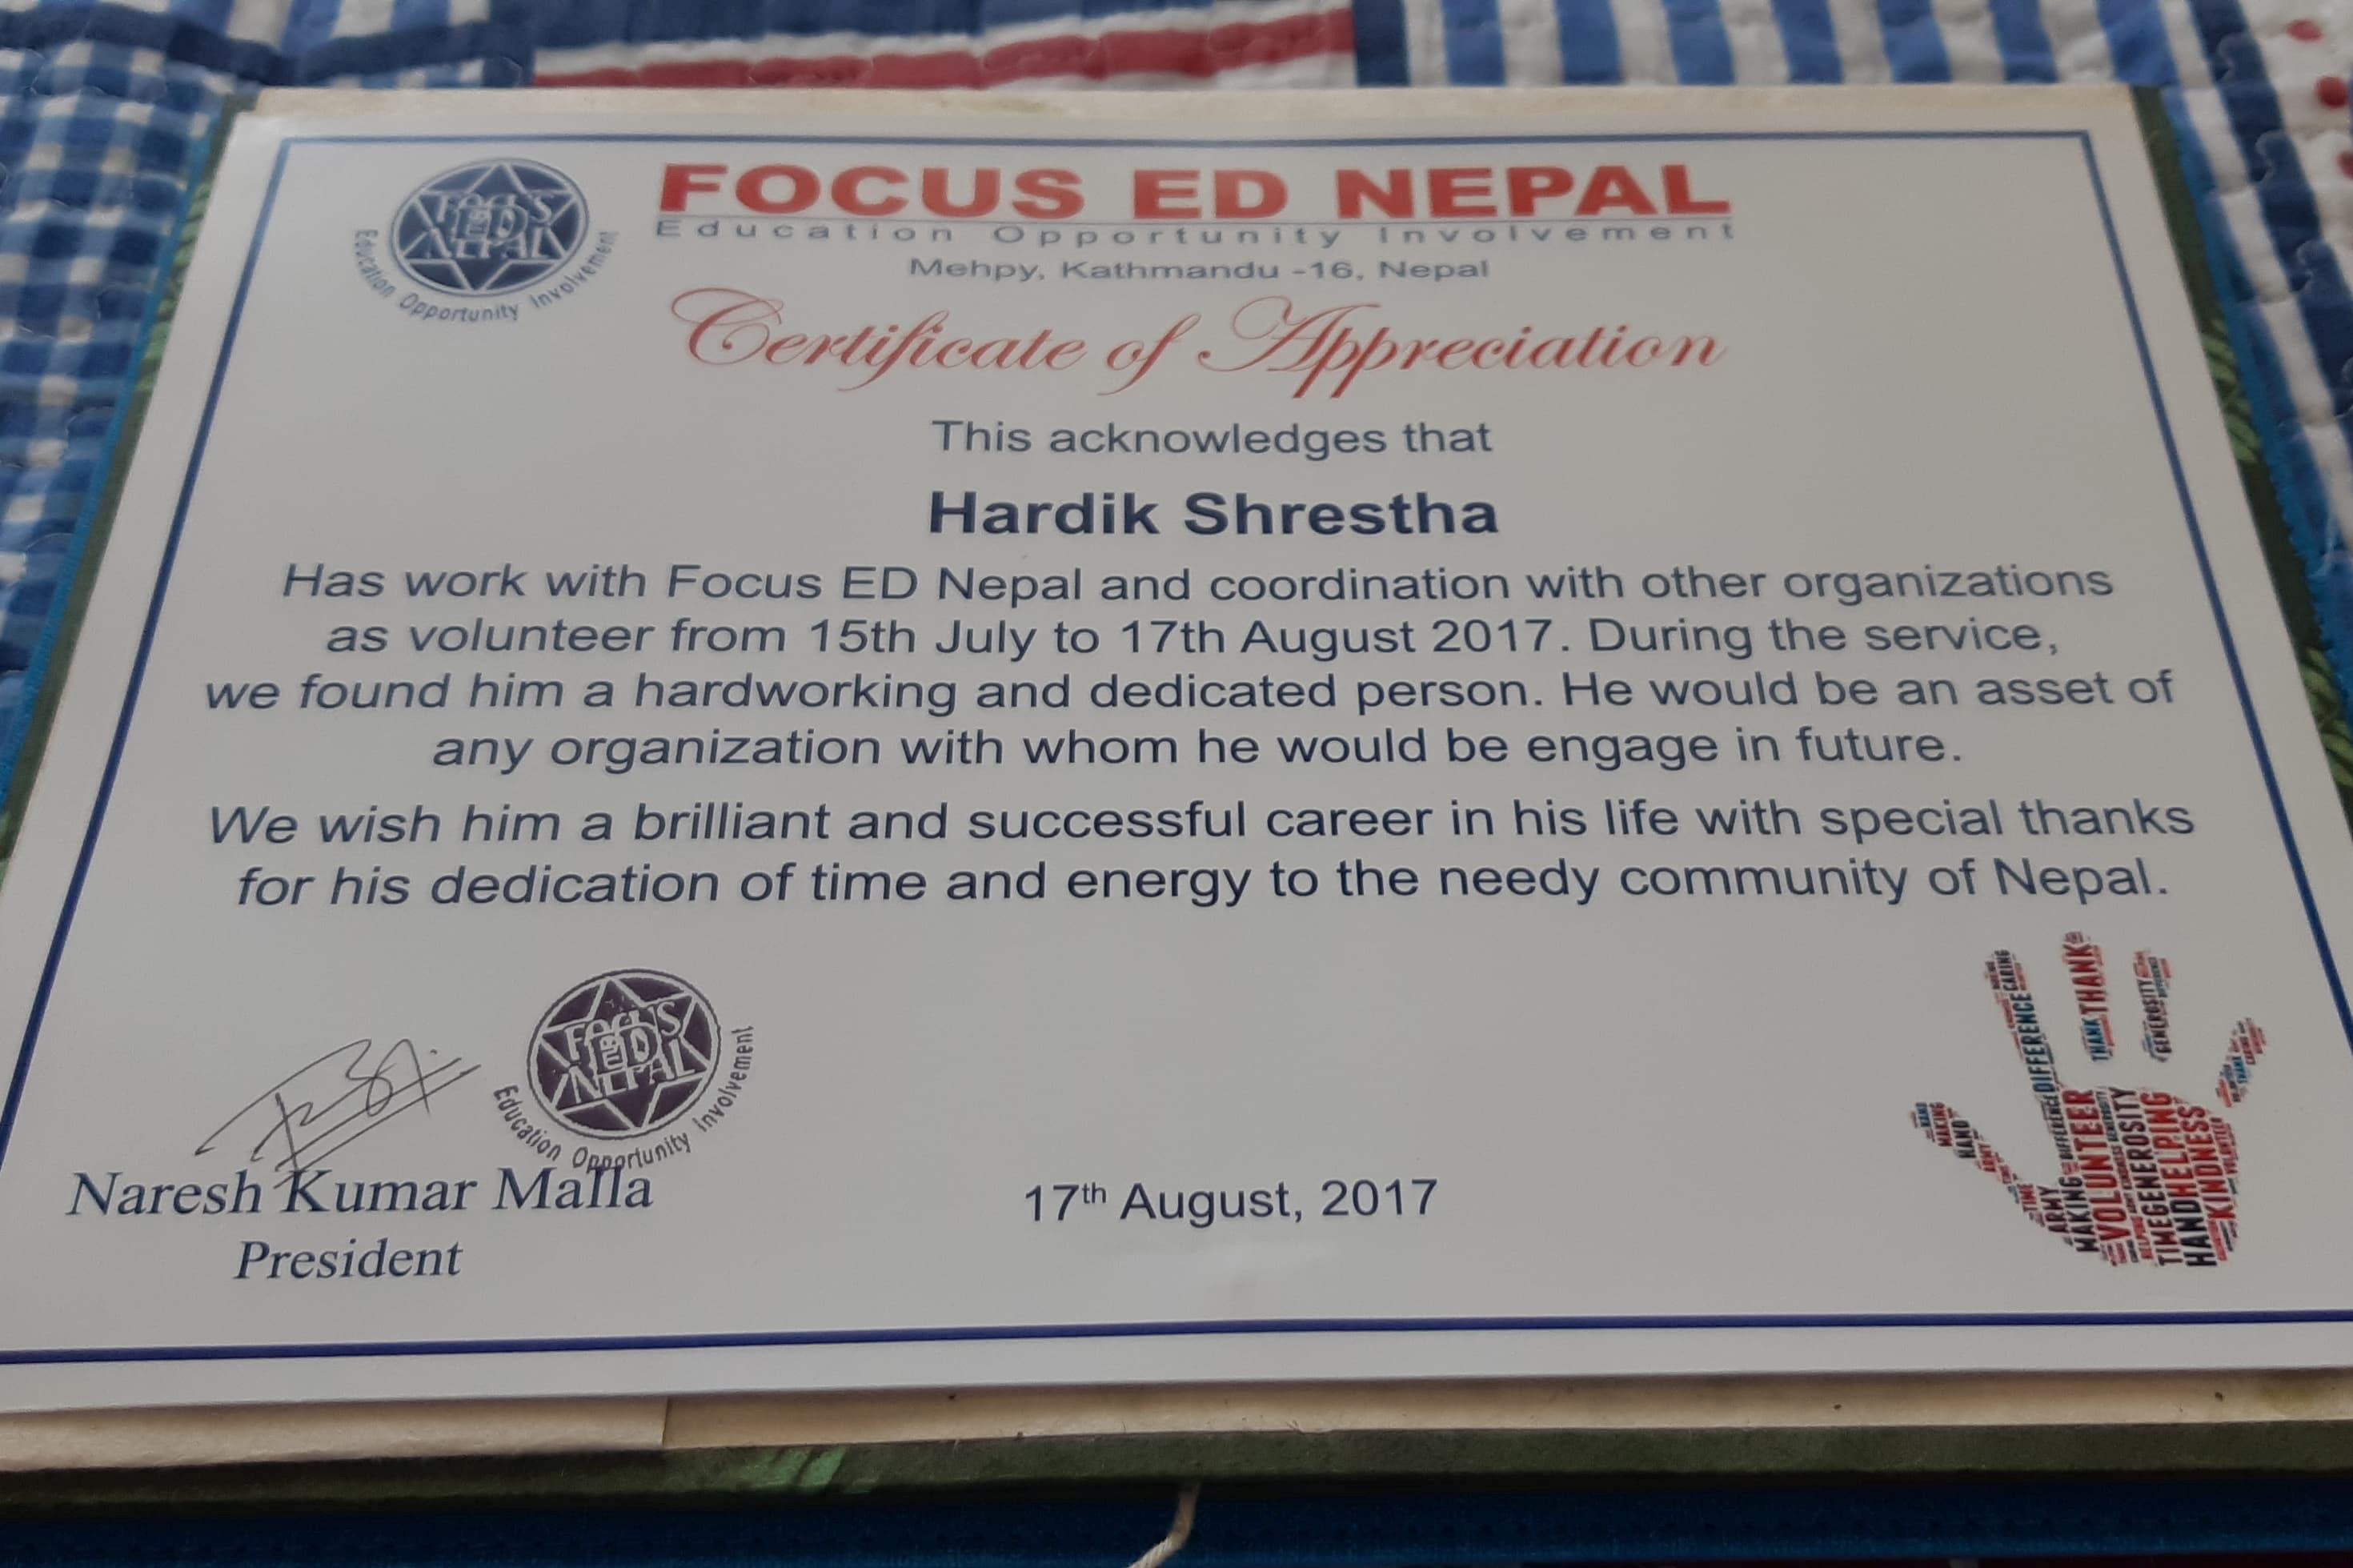 FOCUS ED NEPAL
Education Opportunity Involvement
FOCUS
ED
NEPAL
Education Opportunity Involvement
Mehpy, Kathmandu -16, Nepal
Certificate of Appreciation
This acknowledges that
Hardik Shrestha
Has work with Focus ED Nepal and coordination with other organizations
as volunteer from 15th July to 17th August 2017. During the service,
we found him a hardworking and dedicated person. He would be an asset of
any organization with whom he would be engage in future.
We wish him a brilliant and successful career in his life with special thanks
for his dedication of time and energy to the needy community of Nepal.
FOCUS
ED
NEPAL
Education Opportunity Involvement
Naresh Kumar Malla
President
17th August, 2017
CARING
DIFFERENCE
THANK
THANK
GENEROSITY
MAKING
HAND
TIME
ARMY
MAKING
DIFFERENCE
VOLUNTEER
GENEROSITY
TIME
HELPING
HAND
KINDNESS